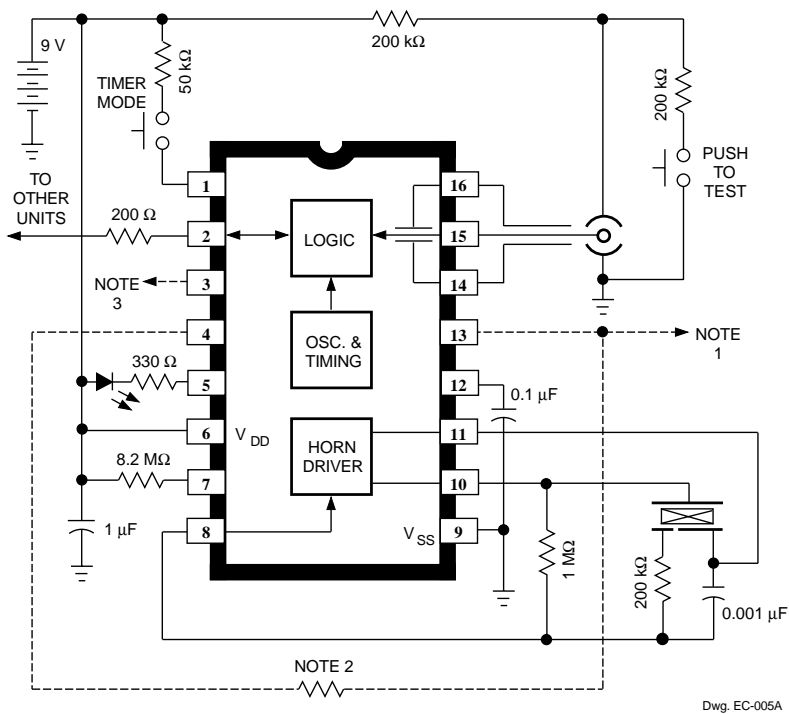 9 V
200 kΩ
50 kΩ
TIMER
MODE
200 kΩ
PUSH
TO
TEST
TO
OTHER
UNITS
200 Ω
1
2
3
4
5
6
7
8
16
15
14
13
12
11
10
9
LOGIC
OSC. &
TIMING
HORN
DRIVER
V DD
V SS
NOTE
3
NOTE
1
330 Ω
8.2 MΩ
1 μF
0.1 μF
1 MΩ
200 kΩ
0.001 μF
NOTE 2
Dwg. EC-005A